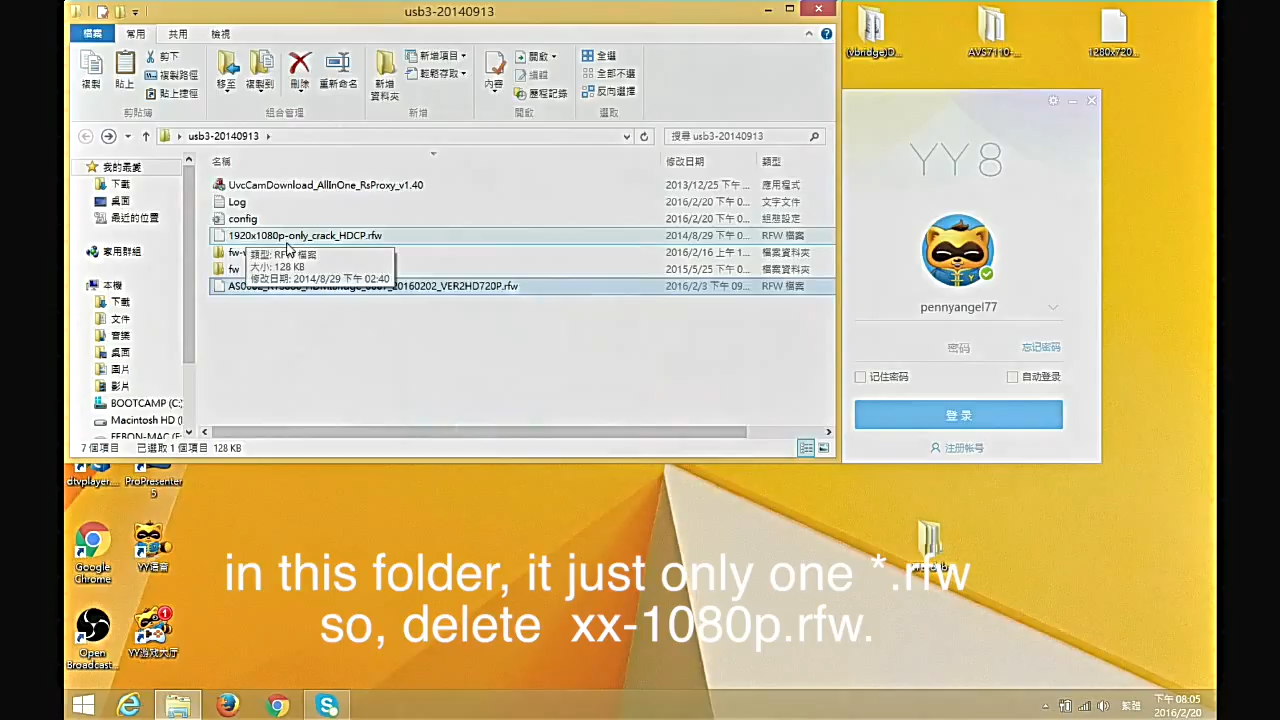 usb3-20140913
檔案 常用 共用 檢視
複製 貼上 剪下 複製路徑 貼上捷徑 移至 複製到 刪除 重新命名 新增資料夾 新增項目 輕鬆存取 內容 開啟 編輯 歷程記錄 全選 全部不選 反向選擇
剪貼簿 組合管理 新增 開啟 選取
usb3-20140913
搜尋 usb3-20140913
我的最愛
下載
桌面
最近的位置
家用群組
本機
下載
文件
音樂
桌面
圖片
影片
BOOTCAMP (C:
Macintosh HD (
FEBON-MAC (F
名稱 修改日期 類型
UvcCamDownload_AllInOne_RsProxy_v1.40 2013/12/25 下午... 應用程式
Log 2016/2/20 下午 0... 文字文件
config 2016/2/20 下午 0... 組態設定
1920x1080p-only_crack_HDCP.rfw 2014/8/29 下午 0... RFW 檔案
fw-v 2016/2/16 上午 1... 檔案資料夾
fw 2015/5/25 下午 0... 檔案資料夾
20160202_VER2HD720P.rfw 2016/2/3 下午 09... RFW 檔案
類型: RFW 檔案
大小: 128 KB
修改日期: 2014/8/29 下午 02:40
7 個項目 已選取 1 個項目 128 KB
(vbridge)D...
AVS7110-...
1280x720...
YY8
pennyangel77
密码 忘记密码
记住密码 自动登录
登 录
注册帐号
dtvplayer....
ProPresenter 5
Google Chrome
YY语音
Open Broadcast...
1
YY游戏大厅
in this folder, it just only one *.rfw
so, delete xx-1080p.rfw.
繁體
下午 08:05
2016/2/20